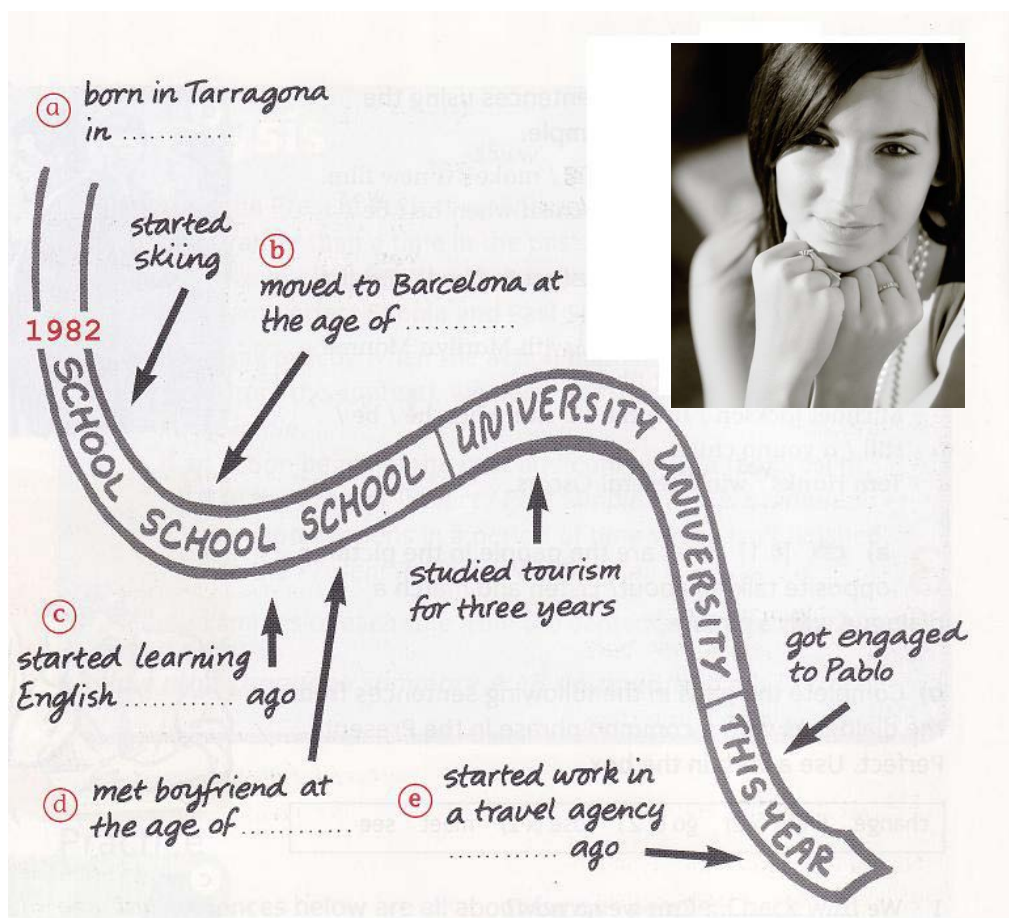 a born in Tarragona
in ....................
started
skiing
b
moved to Barcelona at
the age of ...............
1982
SCHOOL
SCHOOL SCHOOL
UNIVERSITY
UNIVERSITY
studied tourism
for three years
c
started learning
English ............... ago
got engaged
to Pablo
THIS YEAR
d met boyfriend at
the age of ...............
e started work in
a travel agency
............... ago